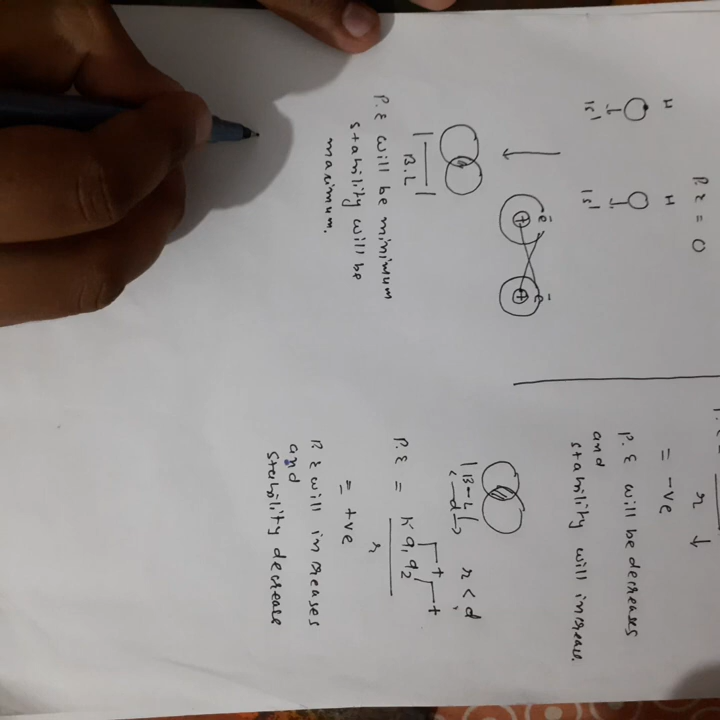 P.E = 0
H H
1s¹ 1s¹
e⁻ e⁻
+ +
B.L
P.E will be minimum
stability will be
maximum.
r ↓
= -ve
P.E will be decreases
and
stability will increase.
B-L
d r < d
P.E = K q₁ q₂
+ +
r
= +ve
P.E will increases
and
stability decrease